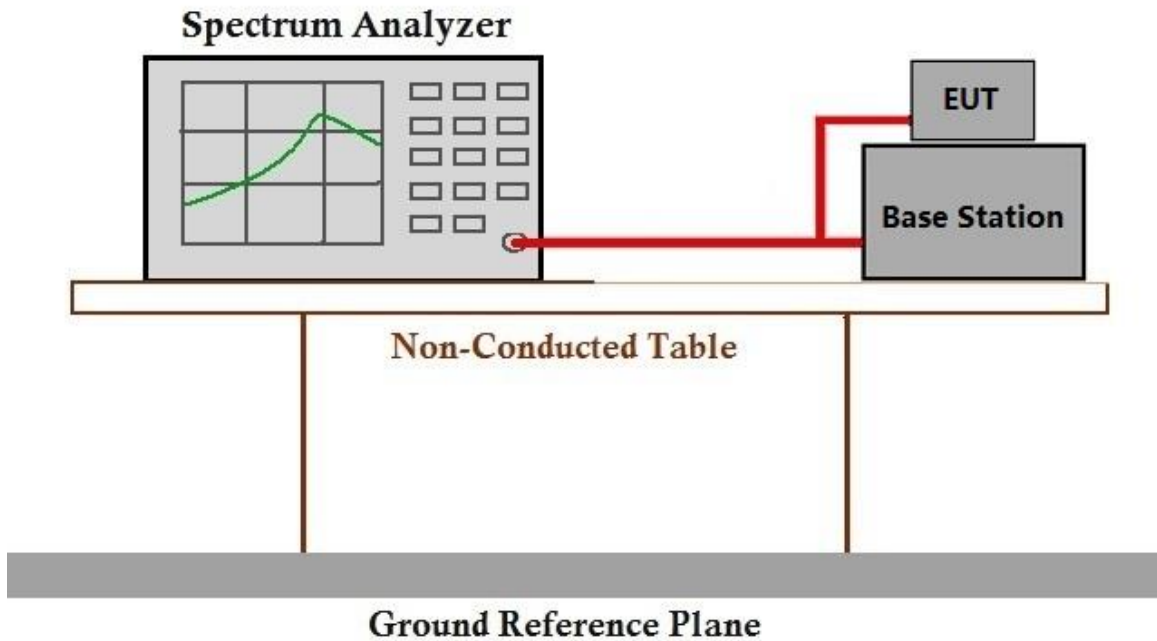 Spectrum Analyzer
EUT
Base Station
Non-Conducted Table
Ground Reference Plane